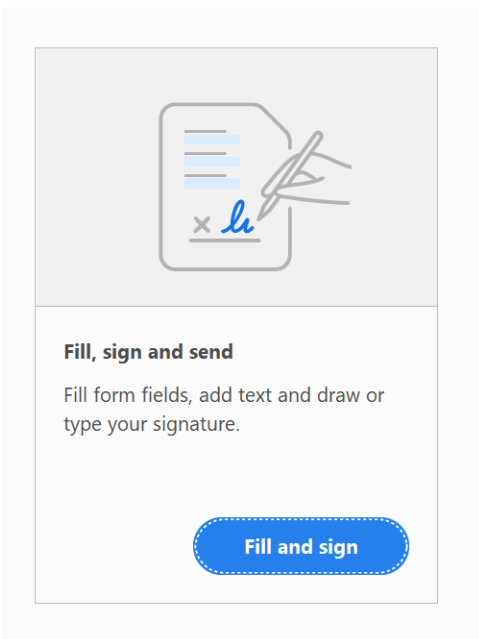 Fill, sign and send
Fill form fields, add text and draw or
type your signature.
Fill and sign